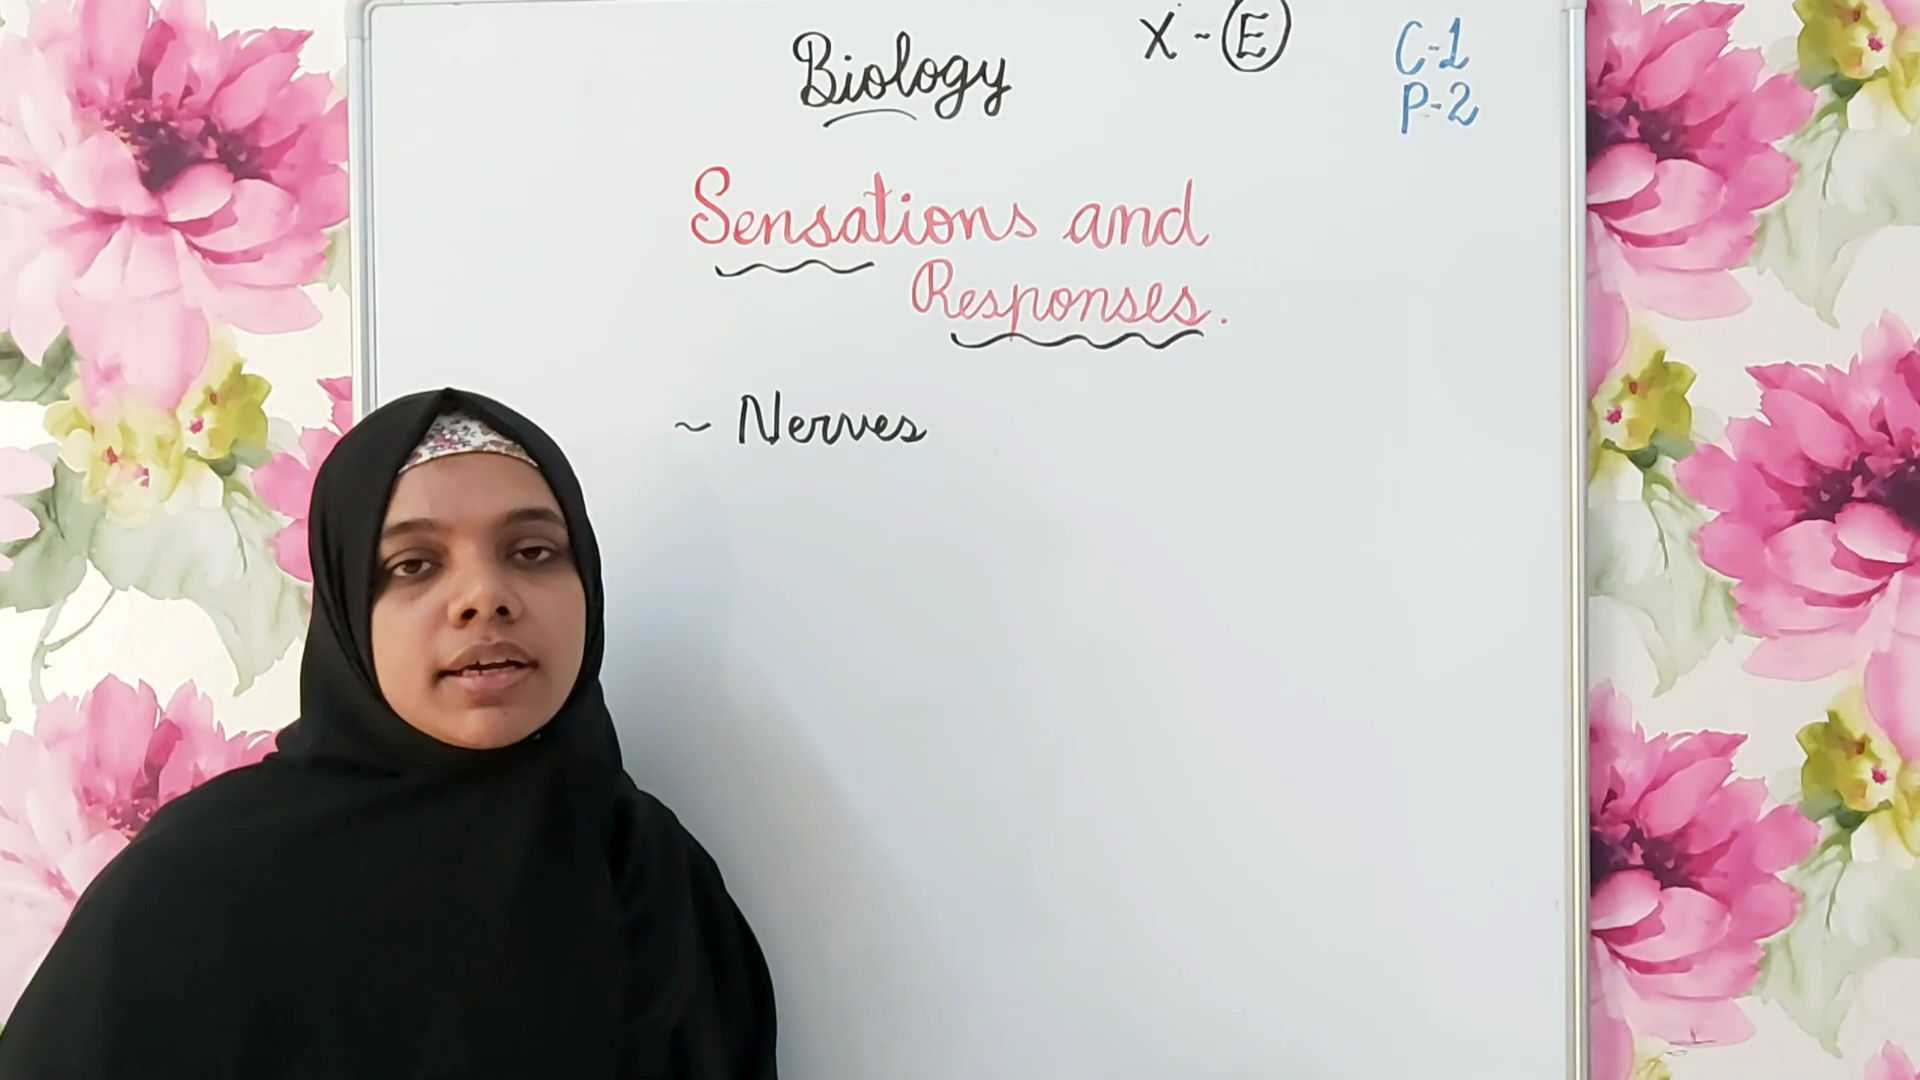 Biology
X - E
C-1
P-2
Sensations and
Responses.
~ Nerves